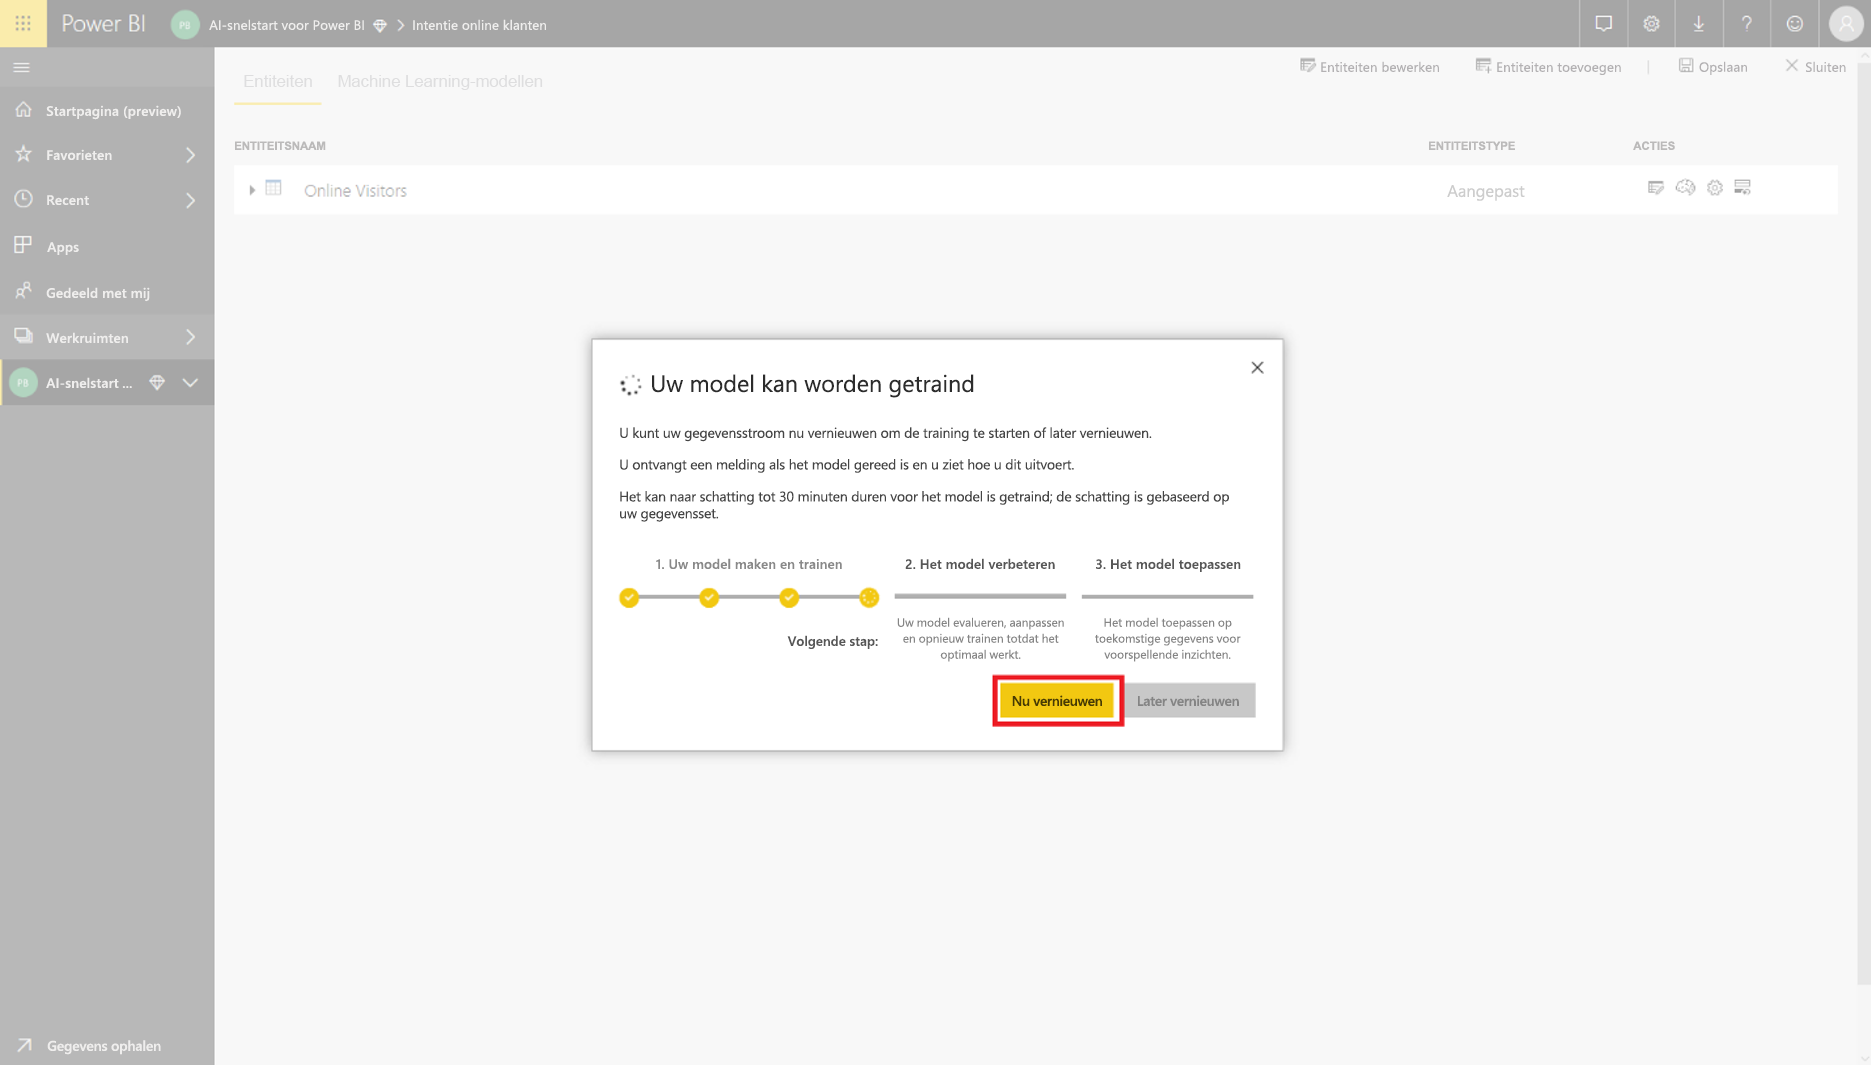 Power BI
PB
AI-snelstart voor Power BI
Intentie online klanten
Entiteiten
Machine Learning-modellen
Entiteiten bewerken
Entiteiten toevoegen
Opslaan
Sluiten
Startpagina (preview)
Favorieten
Recent
Apps
Gedeeld met mij
Werkruimten
PB
AI-snelstart ...
Gegevens ophalen
ENTITEITSNAAM
ENTITEITSTYPE
ACTIES
Online Visitors
Aangepast
Uw model kan worden getraind
U kunt uw gegevensstroom nu vernieuwen om de training te starten of later vernieuwen.
U ontvangt een melding als het model gereed is en u ziet hoe u dit uitvoert.
Het kan naar schatting tot 30 minuten duren voor het model is getraind; de schatting is gebaseerd op
uw gegevensset.
1. Uw model maken en trainen
2. Het model verbeteren
3. Het model toepassen
Volgende stap:
Uw model evalueren, aanpassen
en opnieuw trainen totdat het
optimaal werkt.
Het model toepassen op
toekomstige gegevens voor
voorspellende inzichten.
Nu vernieuwen
Later vernieuwen